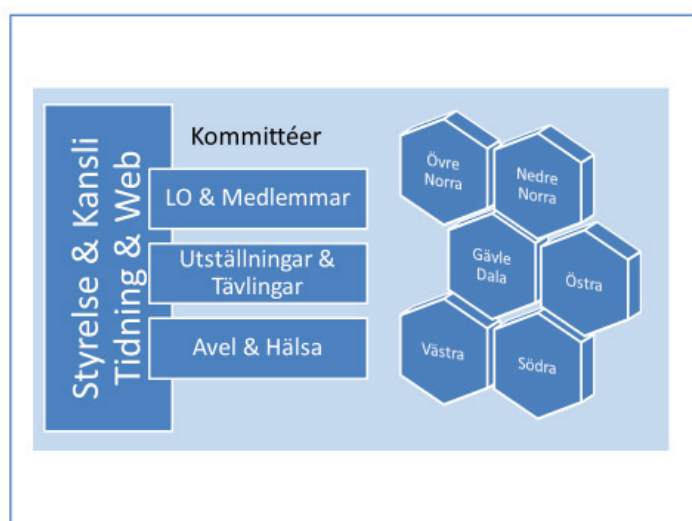 Styrelse & Kansli
Tidning & Web
Kommittéer
LO & Medlemmar
Utställningar &
Tävlingar
Avel & Hälsa
Övre
Norra
Nedre
Norra
Gävle
Dala
Östra
Västra
Södra